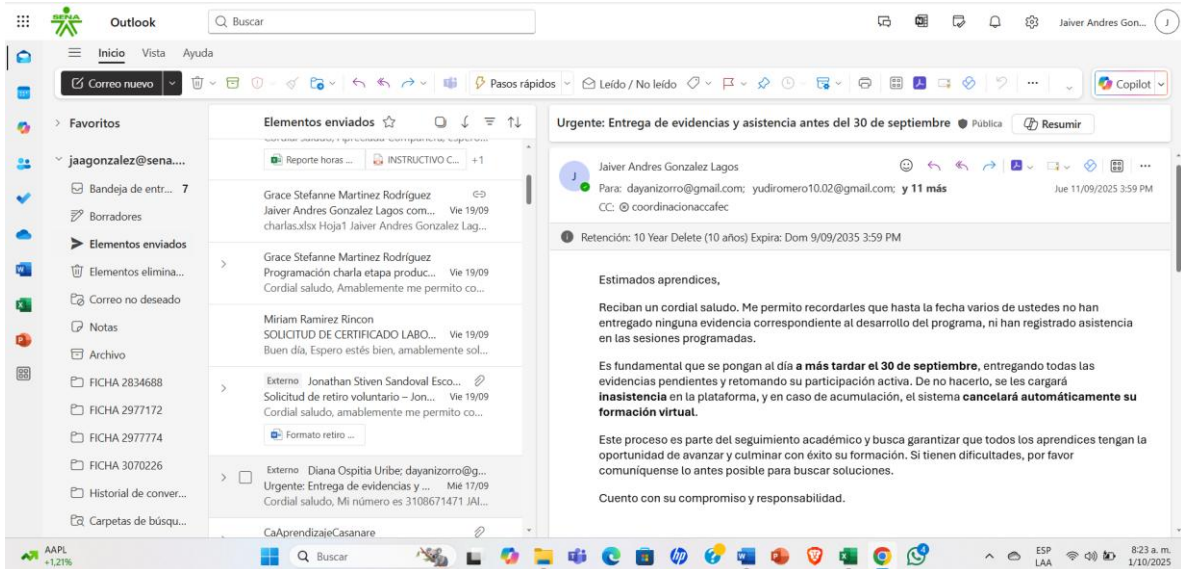 SENA
Outlook
Buscar
Jaiver Andres Gon...
J
Inicio Vista Ayuda
Correo nuevo
Pasos rápidos
Leído / No leído
Copilot
Favoritos
jaagonzalez@sena....
Bandeja de entr... 7
Borradores
Elementos enviados
Elementos elimina...
Correo no deseado
Notas
Archivo
FICHA 2834688
FICHA 2977172
FICHA 2977774
FICHA 3070226
Historial de conver...
Carpetas de búsqu...
Elementos enviados
Reporte horas ... INSTRUCTIVO C... +1
Grace Stefanne Martinez Rodríguez
Jaiver Andres Gonzalez Lagos com... Vie 19/09
charlas.xlsx Hoja1 Jaiver Andres Gonzalez Lag...
Grace Stefanne Martinez Rodríguez
Programación charla etapa produc... Vie 19/09
Cordial saludo, Amablemente me permito co...
Miriam Ramirez Rincon
SOLICITUD DE CERTIFICADO LABO... Vie 19/09
Buen día, Espero estés bien, amablemente sol...
Externo Jonathan Stiven Sandoval Esco...
Solicitud de retiro voluntario – Jon... Vie 19/09
Cordial saludo, amablemente me permito co...
Formato retiro ...
Externo Diana Ospitia Uribe; dayanizorro@g...
Urgente: Entrega de evidencias y ... Mié 17/09
Cordial saludo, Mi número es 3108671471 JAI...
CaAprendizajeCasanare
Urgente: Entrega de evidencias y asistencia antes del 30 de septiembre Pública Resumir
J
Jaiver Andres Gonzalez Lagos
Para: dayanizorro@gmail.com; yudiromero10.02@gmail.com; y 11 más
Jue 11/09/2025 3:59 PM
CC: coordinacionaccafec
Retención: 10 Year Delete (10 años) Expira: Dom 9/09/2035 3:59 PM
Estimados aprendices,
Reciban un cordial saludo. Me permito recordarles que hasta la fecha varios de ustedes no han
entregado ninguna evidencia correspondiente al desarrollo del programa, ni han registrado asistencia
en las sesiones programadas.
Es fundamental que se pongan al día a más tardar el 30 de septiembre, entregando todas las
evidencias pendientes y retomando su participación activa. De no hacerlo, se les cargará
inasistencia en la plataforma, y en caso de acumulación, el sistema cancelará automáticamente su
formación virtual.
Este proceso es parte del seguimiento académico y busca garantizar que todos los aprendices tengan la
oportunidad de avanzar y culminar con éxito su formación. Si tienen dificultades, por favor
comuníquense lo antes posible para buscar soluciones.
Cuento con su compromiso y responsabilidad.
AAPL
+1,21%
Buscar
ESP
LAA
8:23 a. m.
1/10/2025